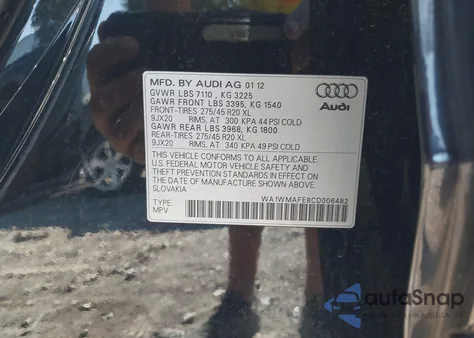 MFD. BY AUDI AG 01 12
GVWR LBS 7110 , KG 3225
GAWR FRONT LBS 3395, KG 1540
FRONT-TIRES 275/45 R20 XL
9JX20 RIMS, AT 300 KPA 44 PSI COLD
GAWR REAR LBS 3968, KG 1800
REAR-TIRES 275/45 R20 XL
9JX20 RIMS, AT 340 KPA 49 PSI COLD
Audi
THIS VEHICLE CONFORMS TO ALL APPLICABLE
U.S. FEDERAL MOTOR VEHICLE SAFETY AND
THEFT PREVENTION STANDARDS IN EFFECT ON
THE DATE OF MANUFACTURE SHOWN ABOVE.
SLOVAKIA
TYPE
MPV
WA1WMAFE8CD006482
autoSnap